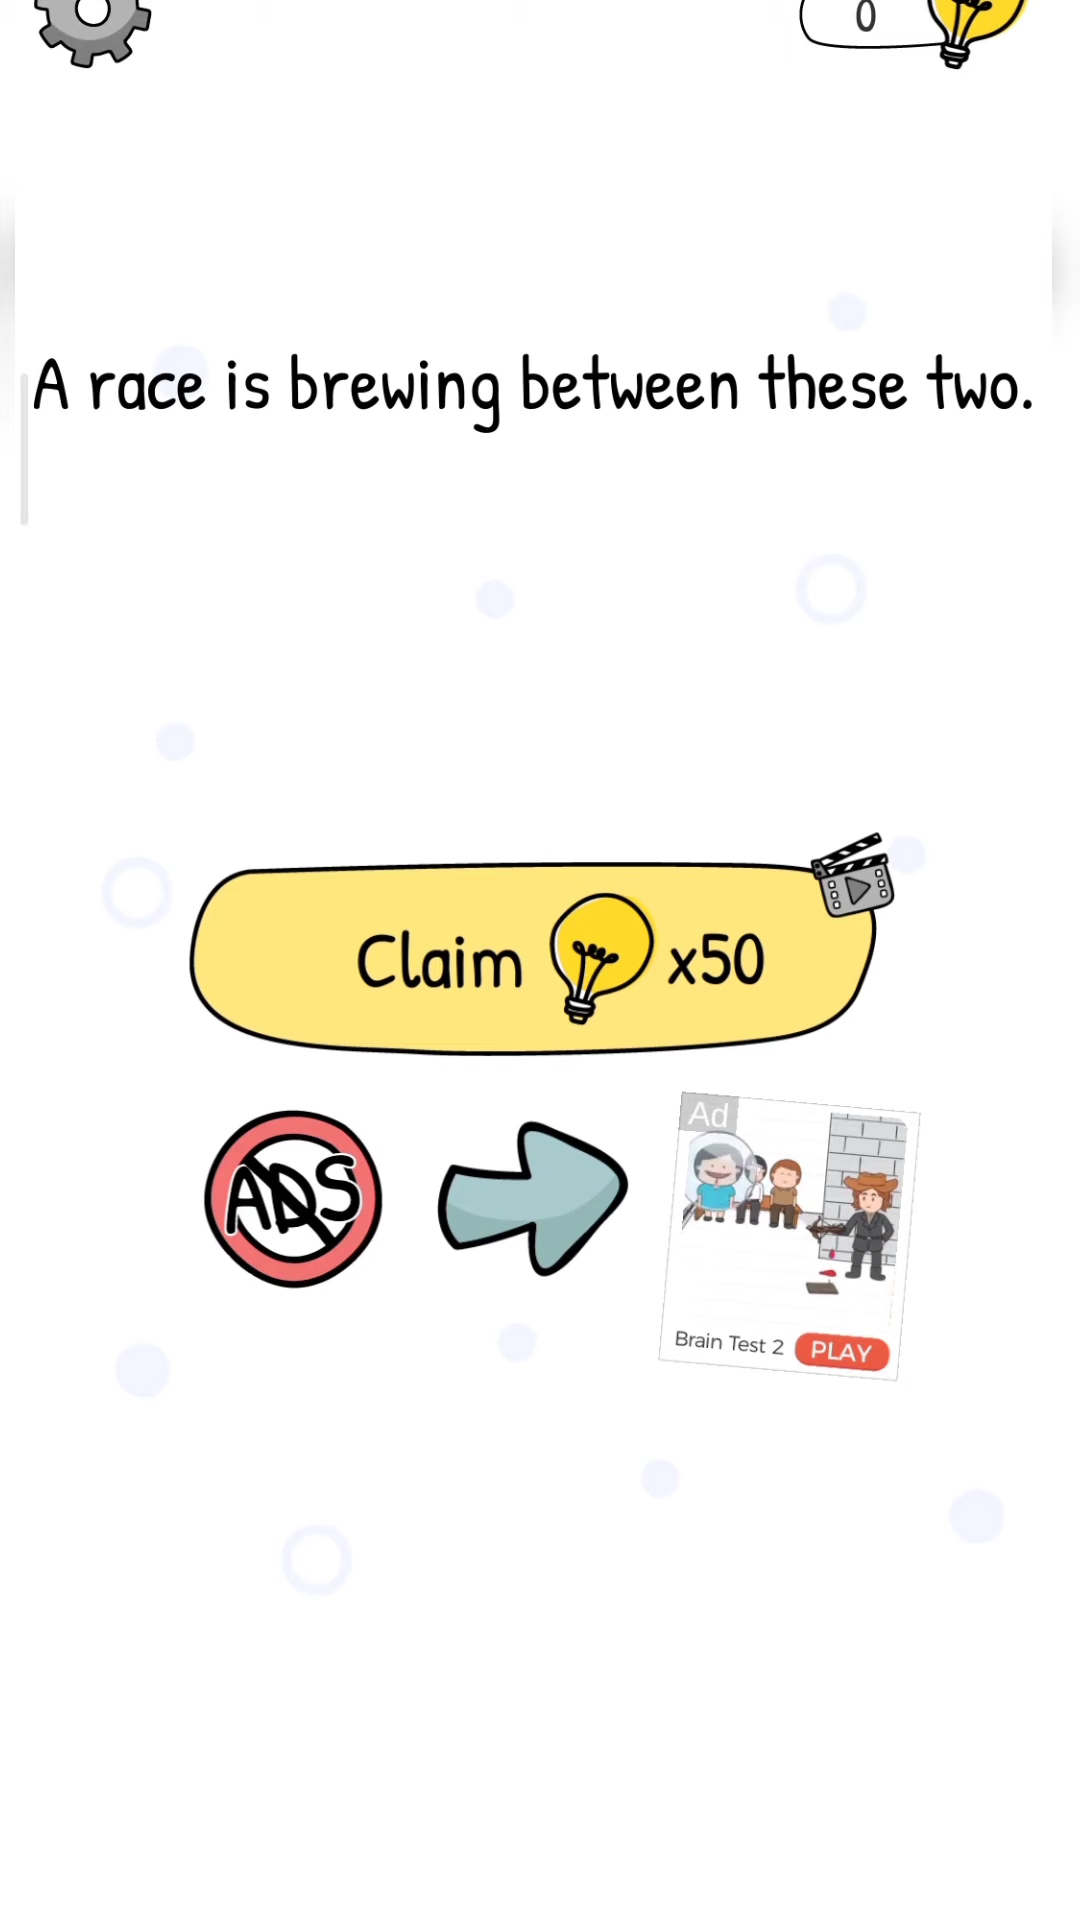 0
A race is brewing between these two.
Claim x50
ADS
Ad
Brain Test 2 PLAY